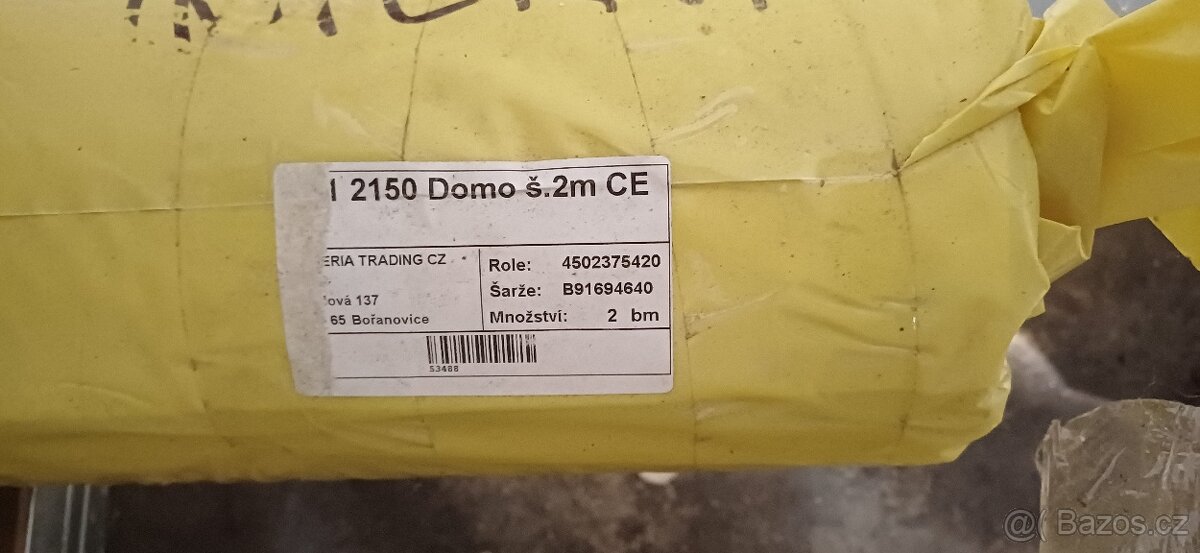 2150 Domo š.2m CE
ERIA TRADING CZ
ová 137
65 Bořanovice
Role: 4502375420
Šarže: B91694640
Množství: 2 bm
53488
@( Bazos.cz